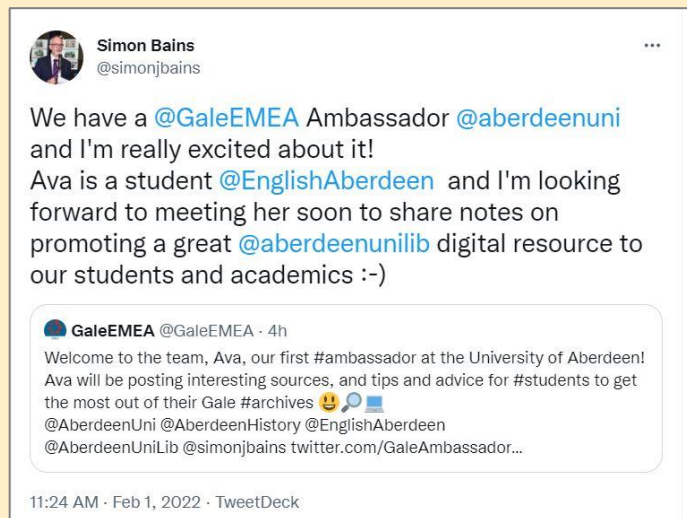 Simon Bains
@simonjbains
We have a @GaleEMEA Ambassador @aberdeenuni
and I'm really excited about it!
Ava is a student @EnglishAberdeen and I'm looking
forward to meeting her soon to share notes on
promoting a great @aberdeenunilib digital resource to
our students and academics :-)
GaleEMEA @GaleEMEA · 4h
Welcome to the team, Ava, our first #ambassador at the University of Aberdeen!
Ava will be posting interesting sources, and tips and advice for #students to get
the most out of their Gale #archives 😃🔎💻
@AberdeenUni @AberdeenHistory @EnglishAberdeen
@AberdeenUniLib @simonjbains twitter.com/GaleAmbassador...
11:24 AM · Feb 1, 2022 · TweetDeck